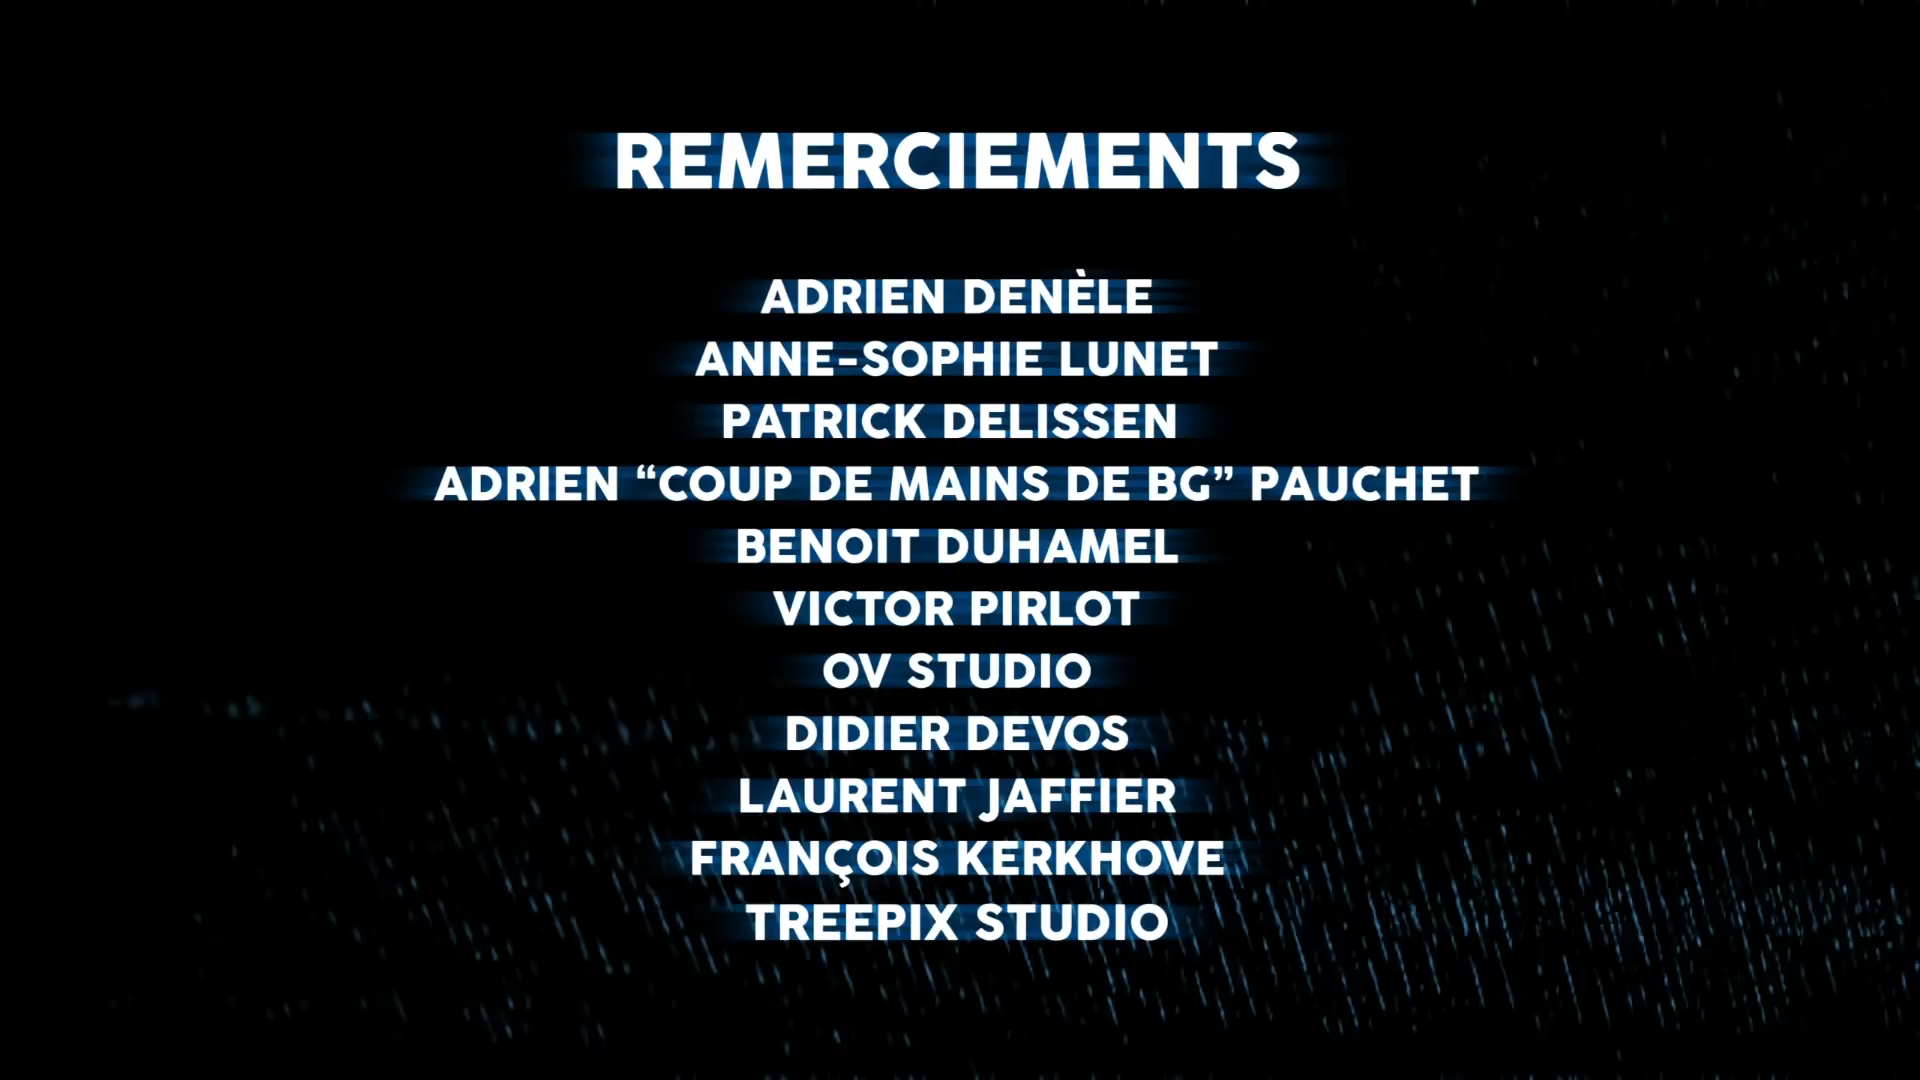 REMERCIEMENTS
ADRIEN DENÈLE
ANNE-SOPHIE LUNET
PATRICK DELISSEN
ADRIEN “COUP DE MAINS DE BG” PAUCHET
BENOIT DUHAMEL
VICTOR PIRLOT
OV STUDIO
DIDIER DEVOS
LAURENT JAFFIER
FRANÇOIS KERKHOVE
TREEPIX STUDIO